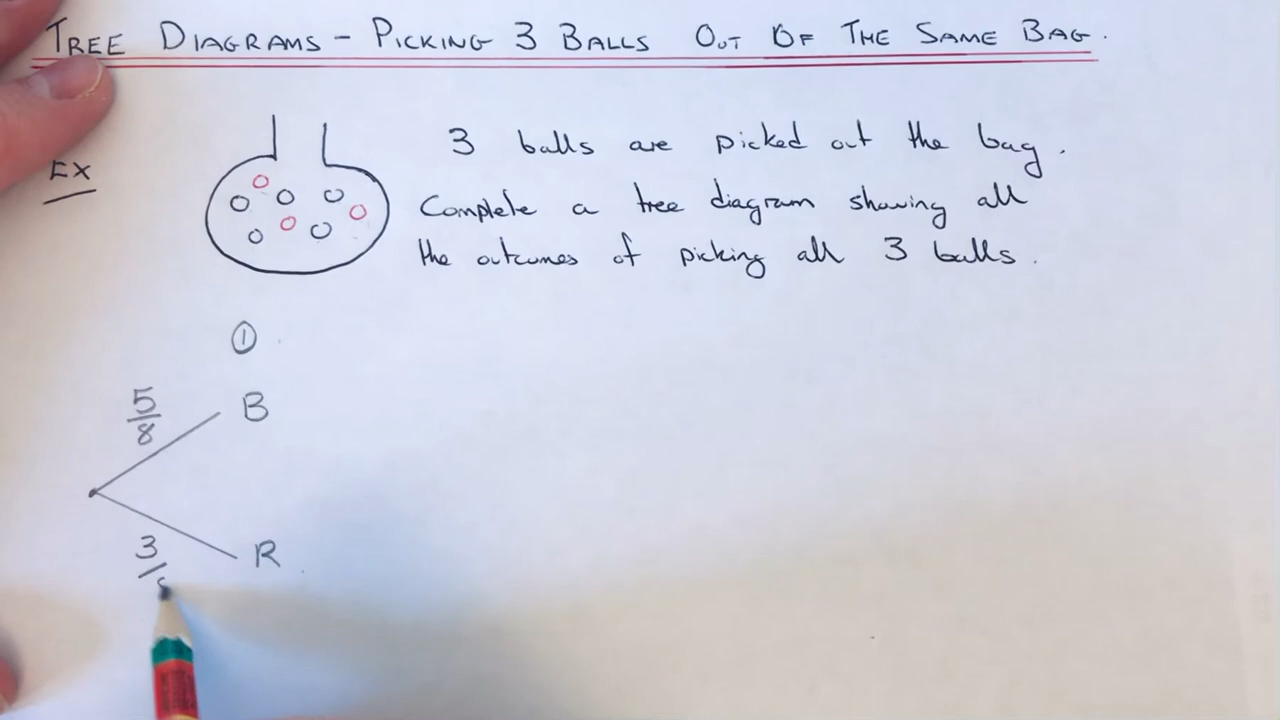 TREE DIAGRAMS - PICKING 3 BALLS OUT OF THE SAME BAG.
EX
3 balls are picked out the bag.
Complete a tree diagram showing all
the outcomes of picking all 3 balls.
1
5/8
B
R
3/